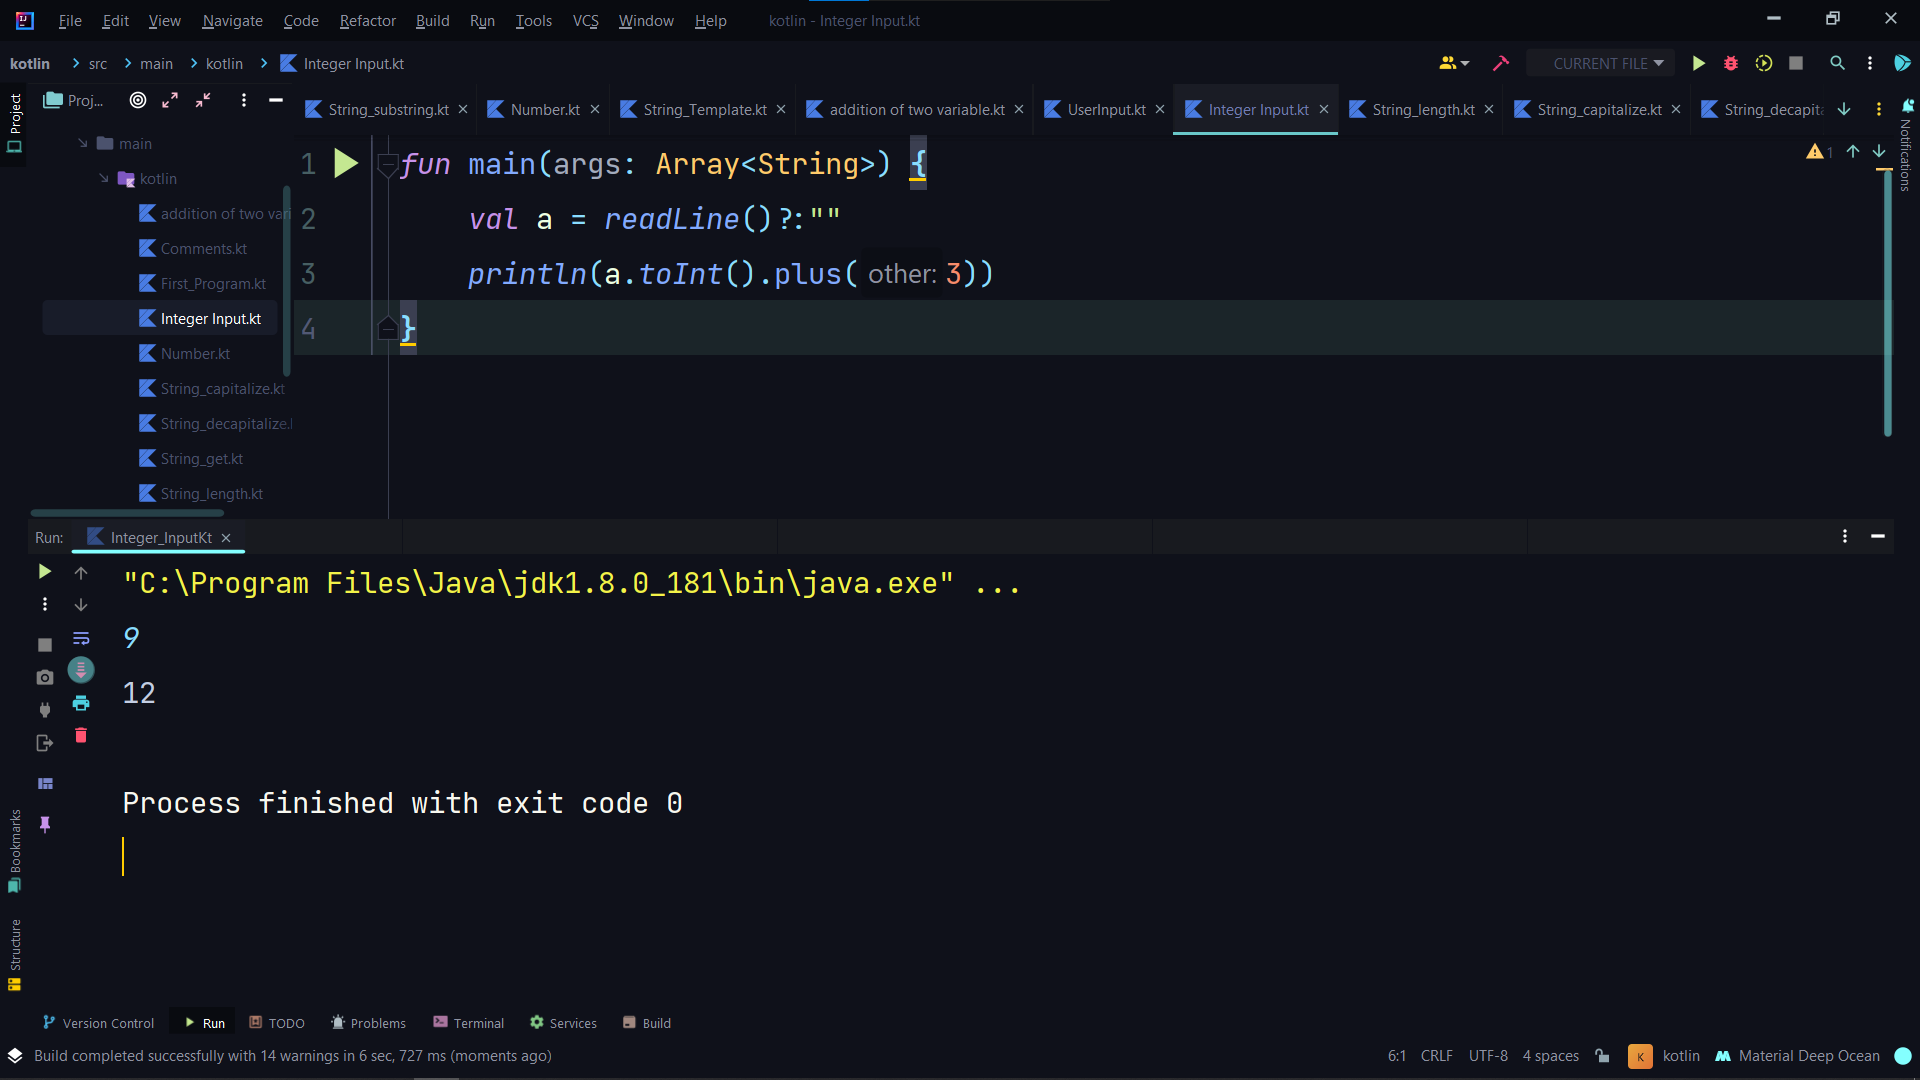 File Edit View Navigate Code Refactor Build Run Tools VCS Window Help kotlin - Integer Input.kt
kotlin src main kotlin Integer Input.kt CURRENT FILE
Project
Proj... String_substring.kt Number.kt String_Template.kt addition of two variable.kt UserInput.kt Integer Input.kt String_length.kt String_capitalize.kt String_decapita
Notifications
main
kotlin
addition of two vari
Comments.kt
First_Program.kt
Integer Input.kt
Number.kt
String_capitalize.kt
String_decapitalize.
String_get.kt
String_length.kt
1 fun main(args: Array<String>) {
2 val a = readLine()?:""
3 println(a.toInt().plus( other: 3))
4 }
1
Run: Integer_InputKt
"C:\Program Files\Java\jdk1.8.0_181\bin\java.exe" ...
9
12
Process finished with exit code 0
Bookmarks
Structure
Version Control Run TODO Problems Terminal Services Build
Build completed successfully with 14 warnings in 6 sec, 727 ms (moments ago) 6:1 CRLF UTF-8 4 spaces K kotlin Material Deep Ocean